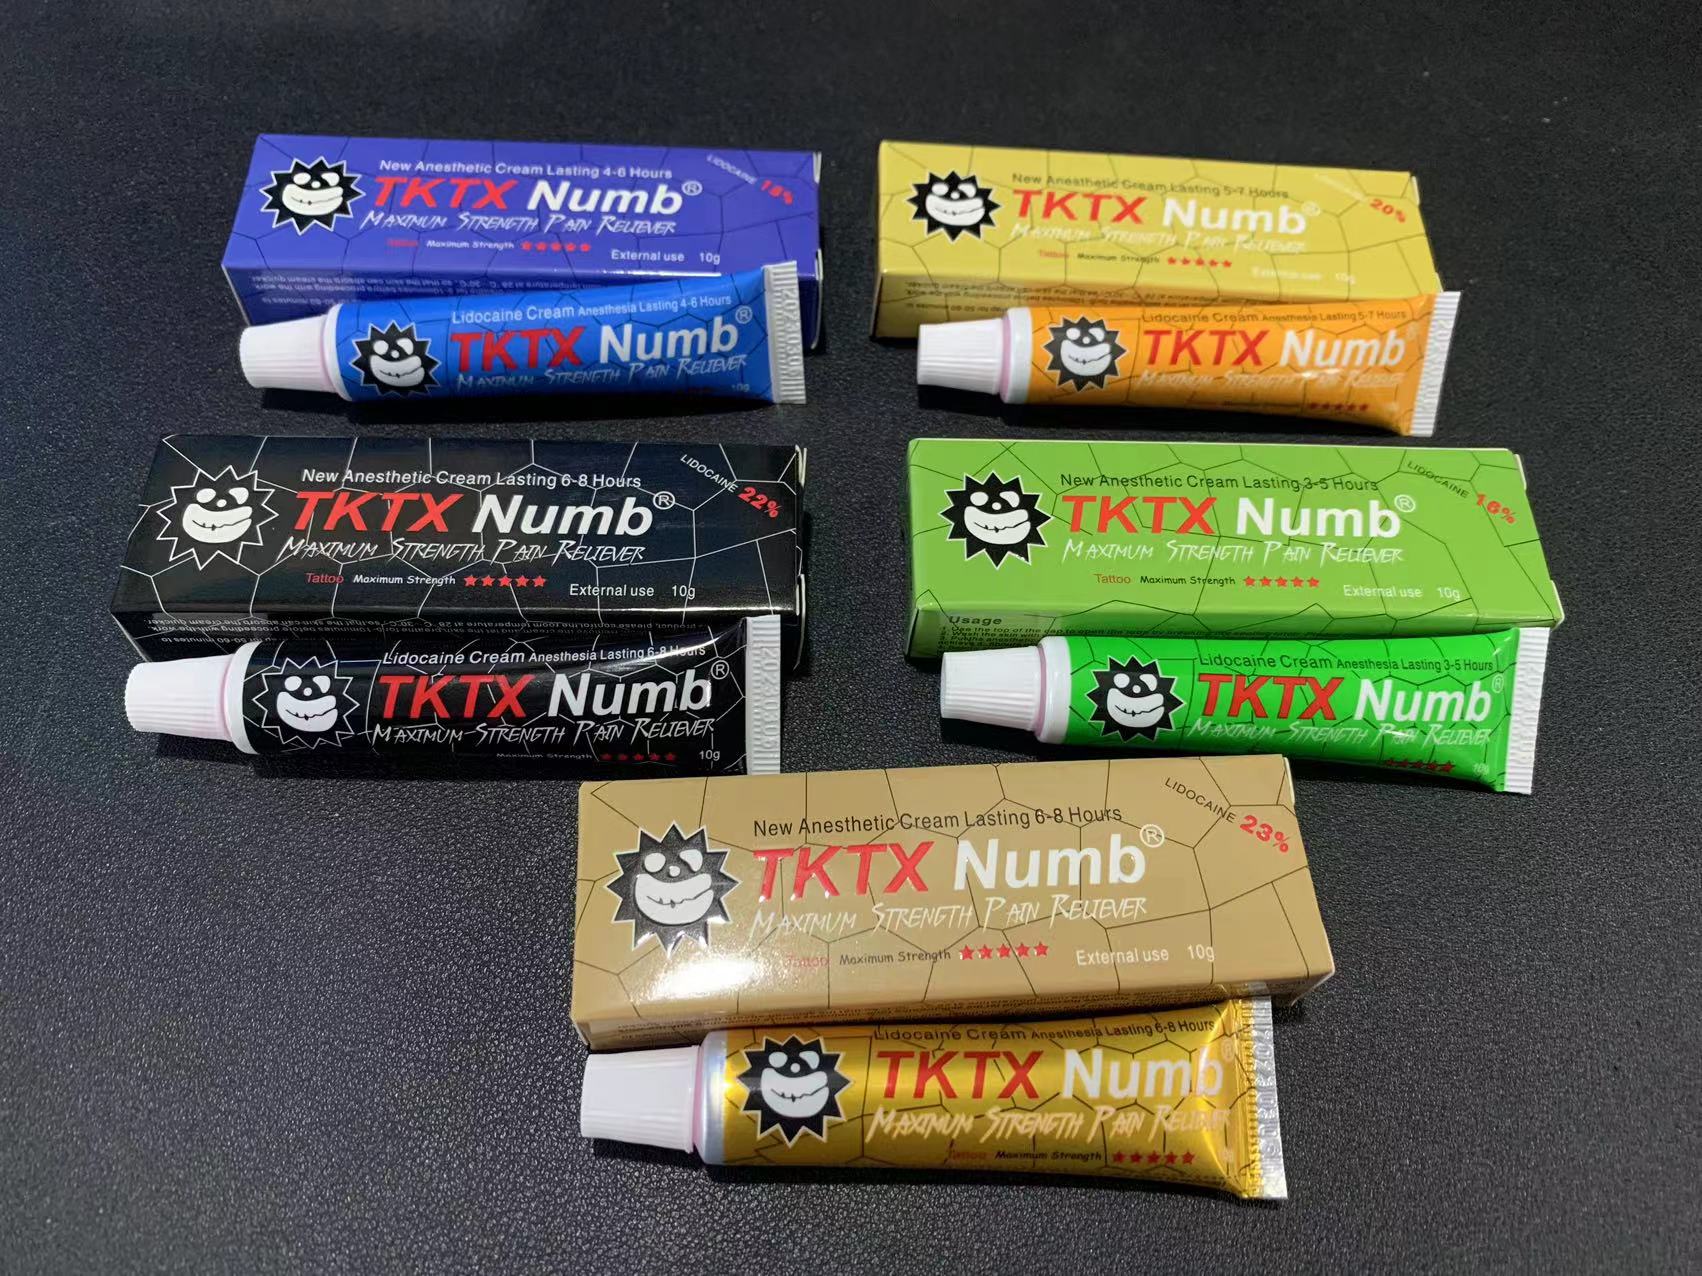 New Anesthetic Cream Lasting 4-6 Hours
LIDOCAINE 18%
TKTX Numb®
MAXIMUM STRENGTH PAIN RELIEVER
Tattoo Maximum Strength ★★★★★
External use 10g
Lidocaine Cream Anesthesia Lasting 4-6 Hours
TKTX Numb®
MAXIMUM STRENGTH PAIN RELIEVER
10g
New Anesthetic Cream Lasting 5-7 Hours
20%
TKTX Numb®
MAXIMUM STRENGTH PAIN RELIEVER
Tattoo Maximum Strength ★★★★★
External use 10g
Lidocaine Cream Anesthesia Lasting 5-7 Hours
TKTX Numb®
MAXIMUM STRENGTH PAIN RELIEVER
★★★★★
New Anesthetic Cream Lasting 6-8 Hours
LIDOCAINE 22%
TKTX Numb®
MAXIMUM STRENGTH PAIN RELIEVER
Tattoo Maximum Strength ★★★★★
External use 10g
Lidocaine Cream Anesthesia Lasting 6-8 Hours
TKTX Numb®
MAXIMUM STRENGTH PAIN RELIEVER
Maximum Strength ★★★★★ 10g
New Anesthetic Cream Lasting 3-5 Hours
LIDOCAINE 16%
TKTX Numb®
MAXIMUM STRENGTH PAIN RELIEVER
Tattoo Maximum Strength ★★★★★
External use 10g
Usage
Lidocaine Cream Anesthesia Lasting 3-5 Hours
TKTX Numb®
MAXIMUM STRENGTH PAIN RELIEVER
★★★★★ 10g
New Anesthetic Cream Lasting 6-8 Hours
LIDOCAINE 23%
TKTX Numb®
MAXIMUM STRENGTH PAIN RELIEVER
Tattoo Maximum Strength ★★★★★
External use 10g
Lidocaine Cream Anesthesia Lasting 6-8 Hours
TKTX Numb®
MAXIMUM STRENGTH PAIN RELIEVER
Tattoo Maximum Strength ★★★★★